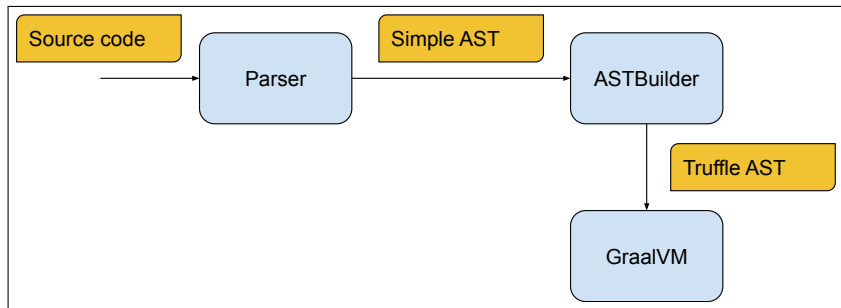 Source code
Simple AST
Parser
ASTBuilder
Truffle AST
GraalVM